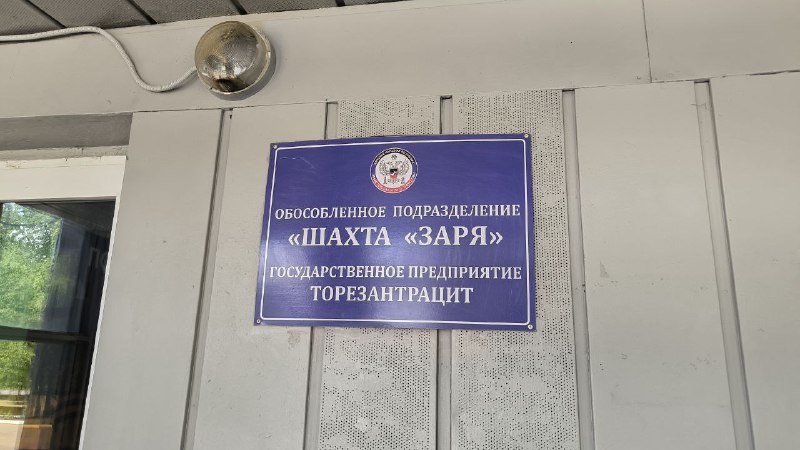 ОБОСОБЛЕННОЕ ПОДРАЗДЕЛЕНИЕ
«ШАХТА «ЗАРЯ»
ГОСУДАРСТВЕННОЕ ПРЕДПРИЯТИЕ
ТОРЕЗАНТРАЦИТ